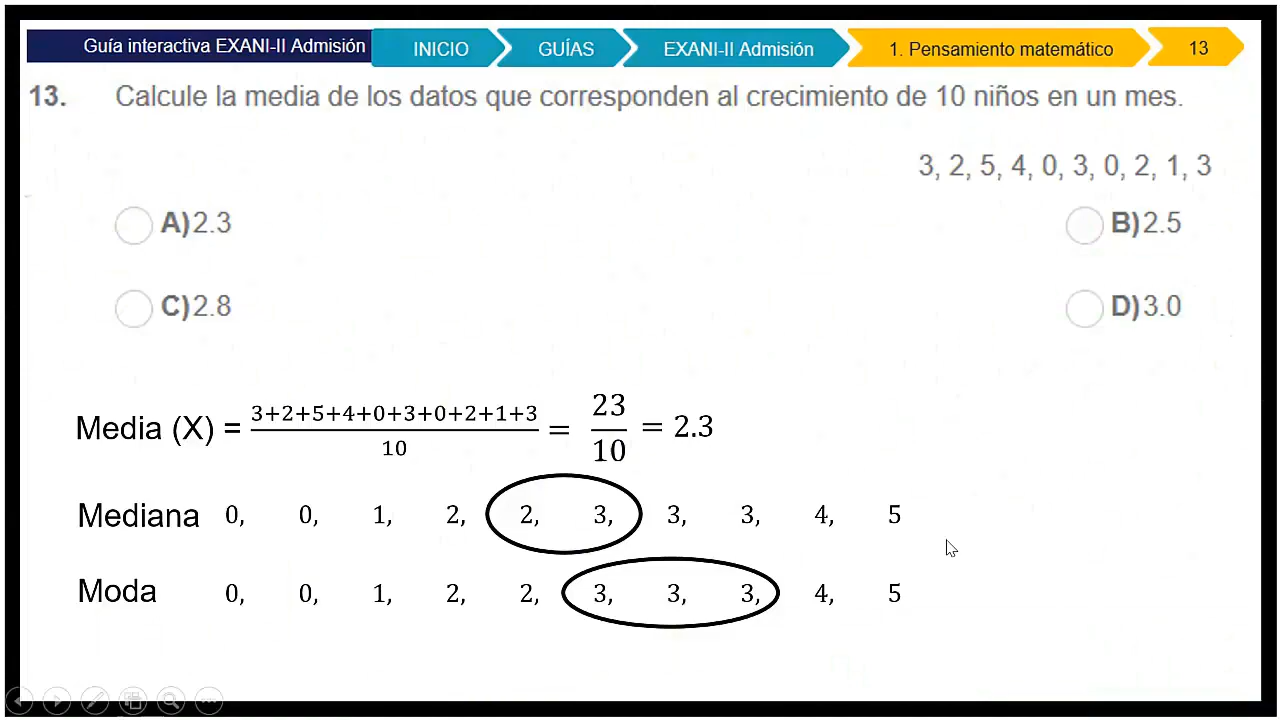 Guía interactiva EXANI-II Admisión INICIO GUÍAS EXANI-II Admisión 1. Pensamiento matemático 13
13. Calcule la media de los datos que corresponden al crecimiento de 10 niños en un mes.
3, 2, 5, 4, 0, 3, 0, 2, 1, 3
A) 2.3 B) 2.5
C) 2.8 D) 3.0
Media (X) = 3+2+5+4+0+3+0+2+1+3 / 10 = 23 / 10 = 2.3
Mediana 0, 0, 1, 2, 2, 3, 3, 3, 4, 5
Moda 0, 0, 1, 2, 2, 3, 3, 3, 4, 5